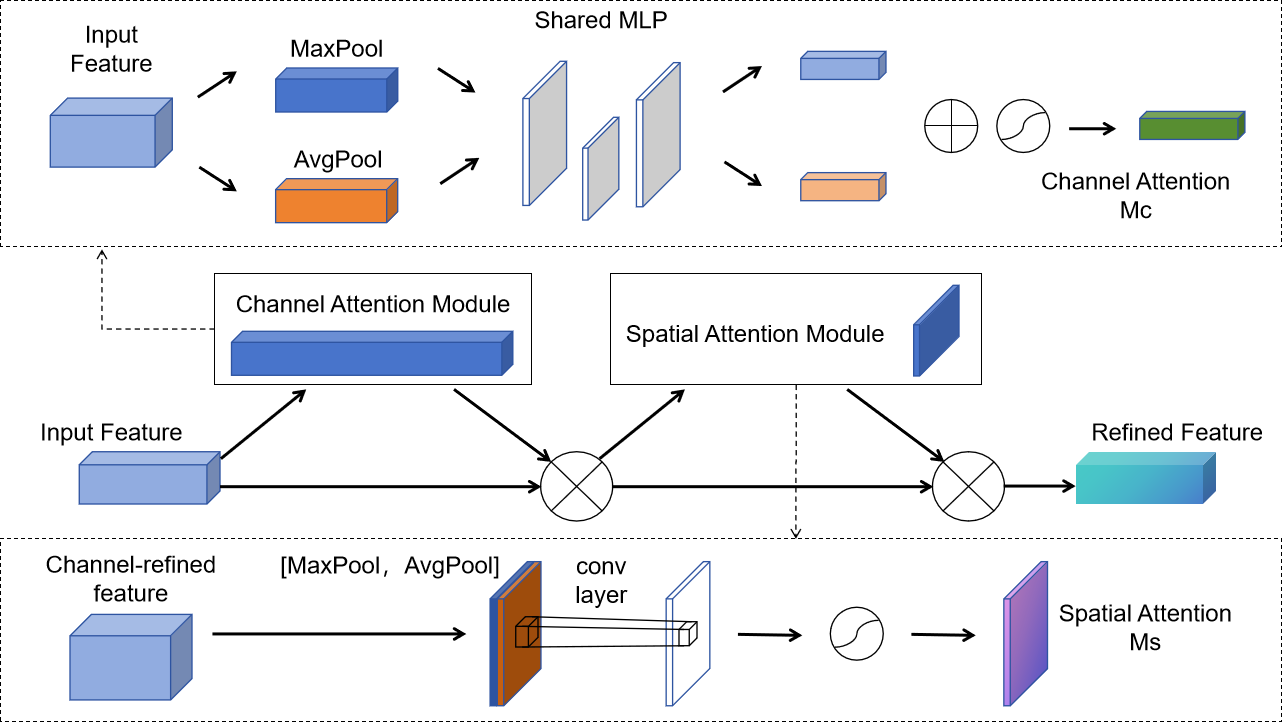 Input
Feature
MaxPool
AvgPool
Shared MLP
Channel Attention
Mc
Channel Attention Module
Spatial Attention Module
Input Feature
Refined Feature
Channel-refined
feature
[MaxPool，AvgPool]
conv
layer
Spatial Attention
Ms